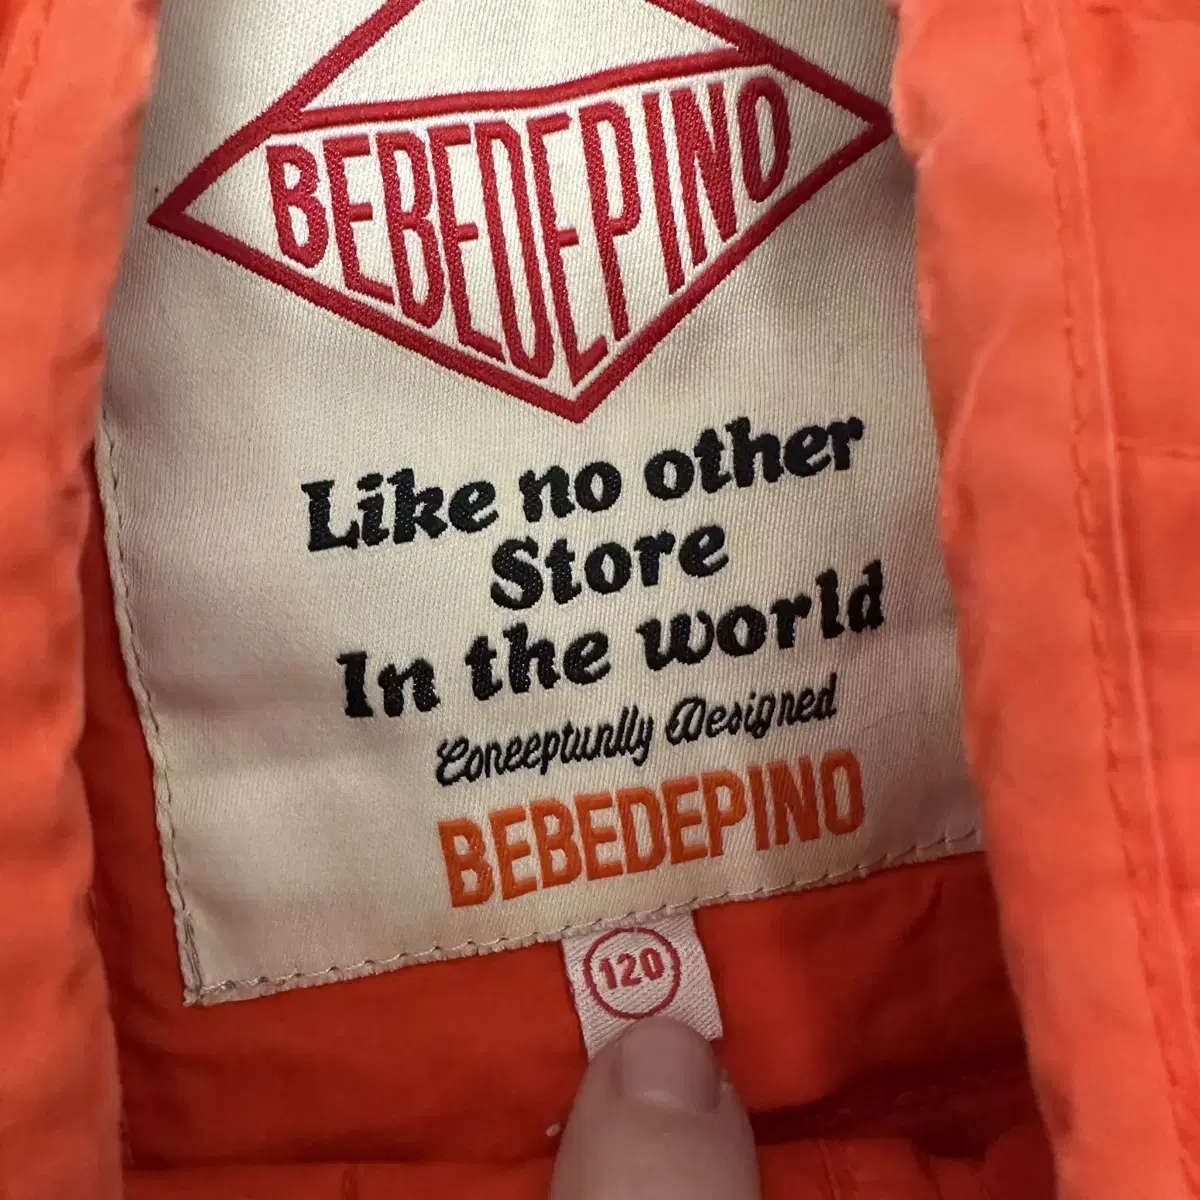 BEBEDEPINO
Like no other
Store
In the world
Coneeptunlly Designed
BEBEDEPINO
120